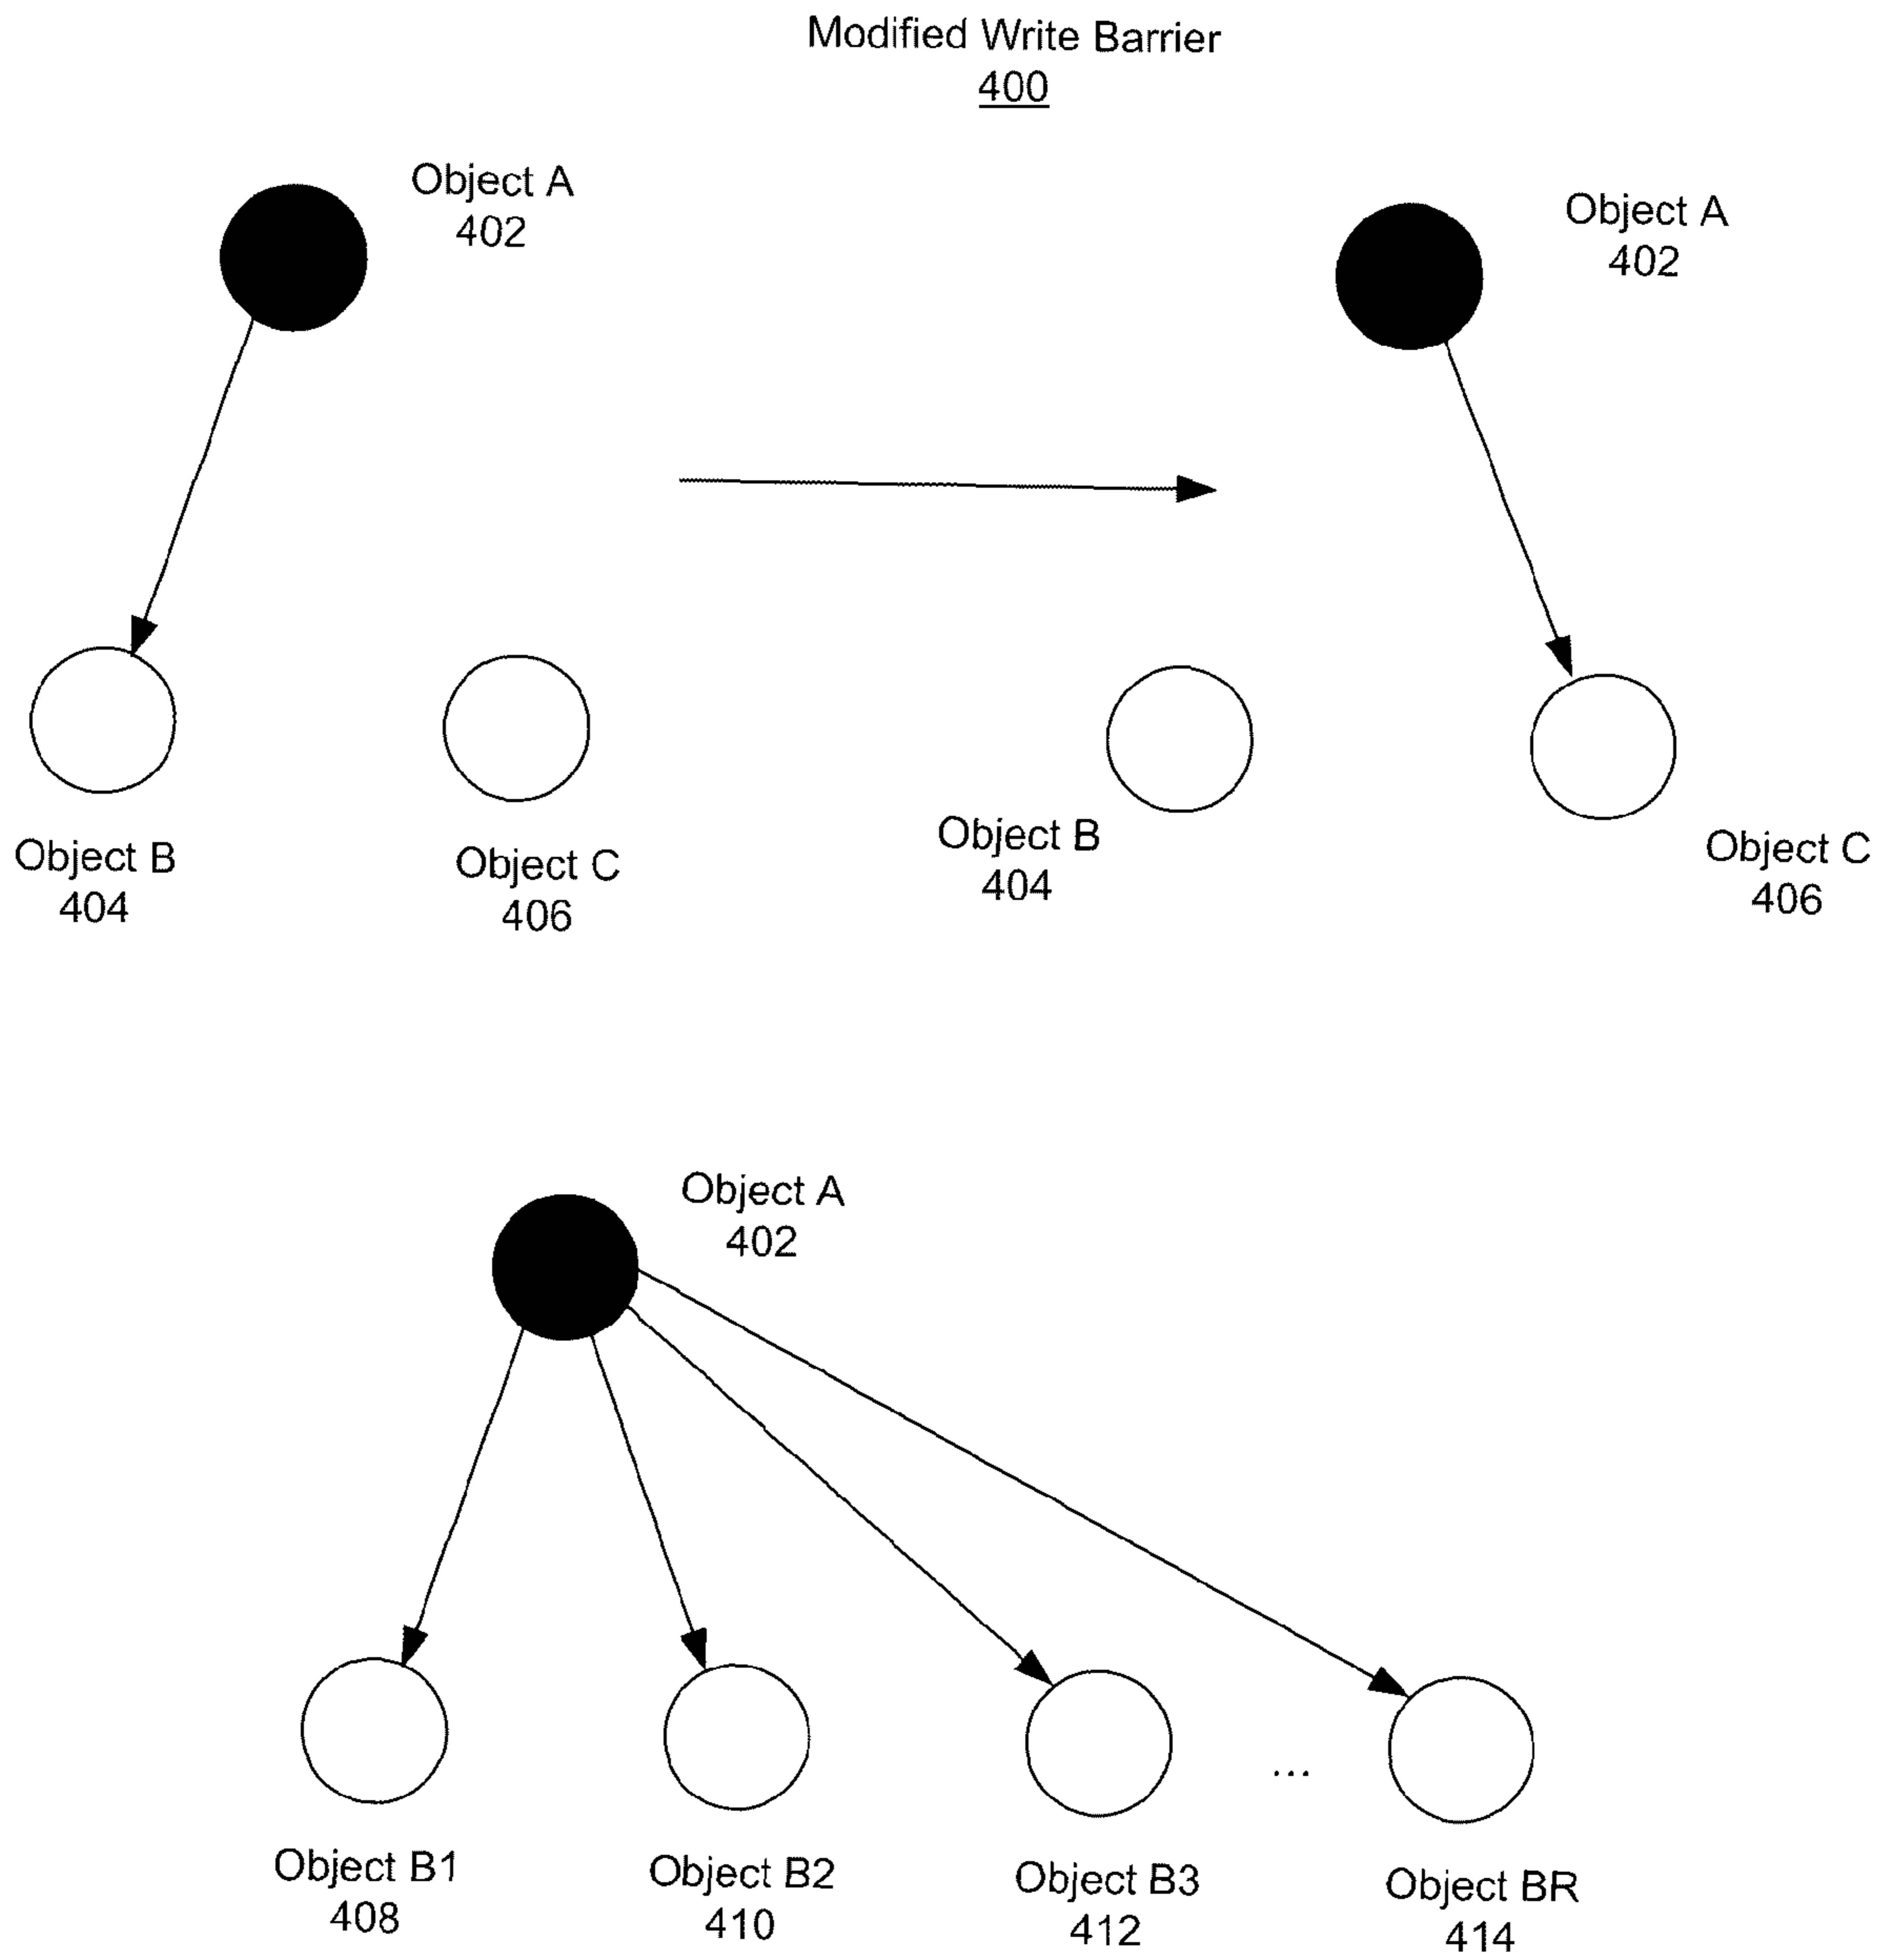 Modified Write Barrier
400
Object A
402
Object A
402
Object B
404
Object C
406
Object B
404
Object C
406
Object A
402
...
Object B1
408
Object B2
410
Object B3
412
Object BR
414